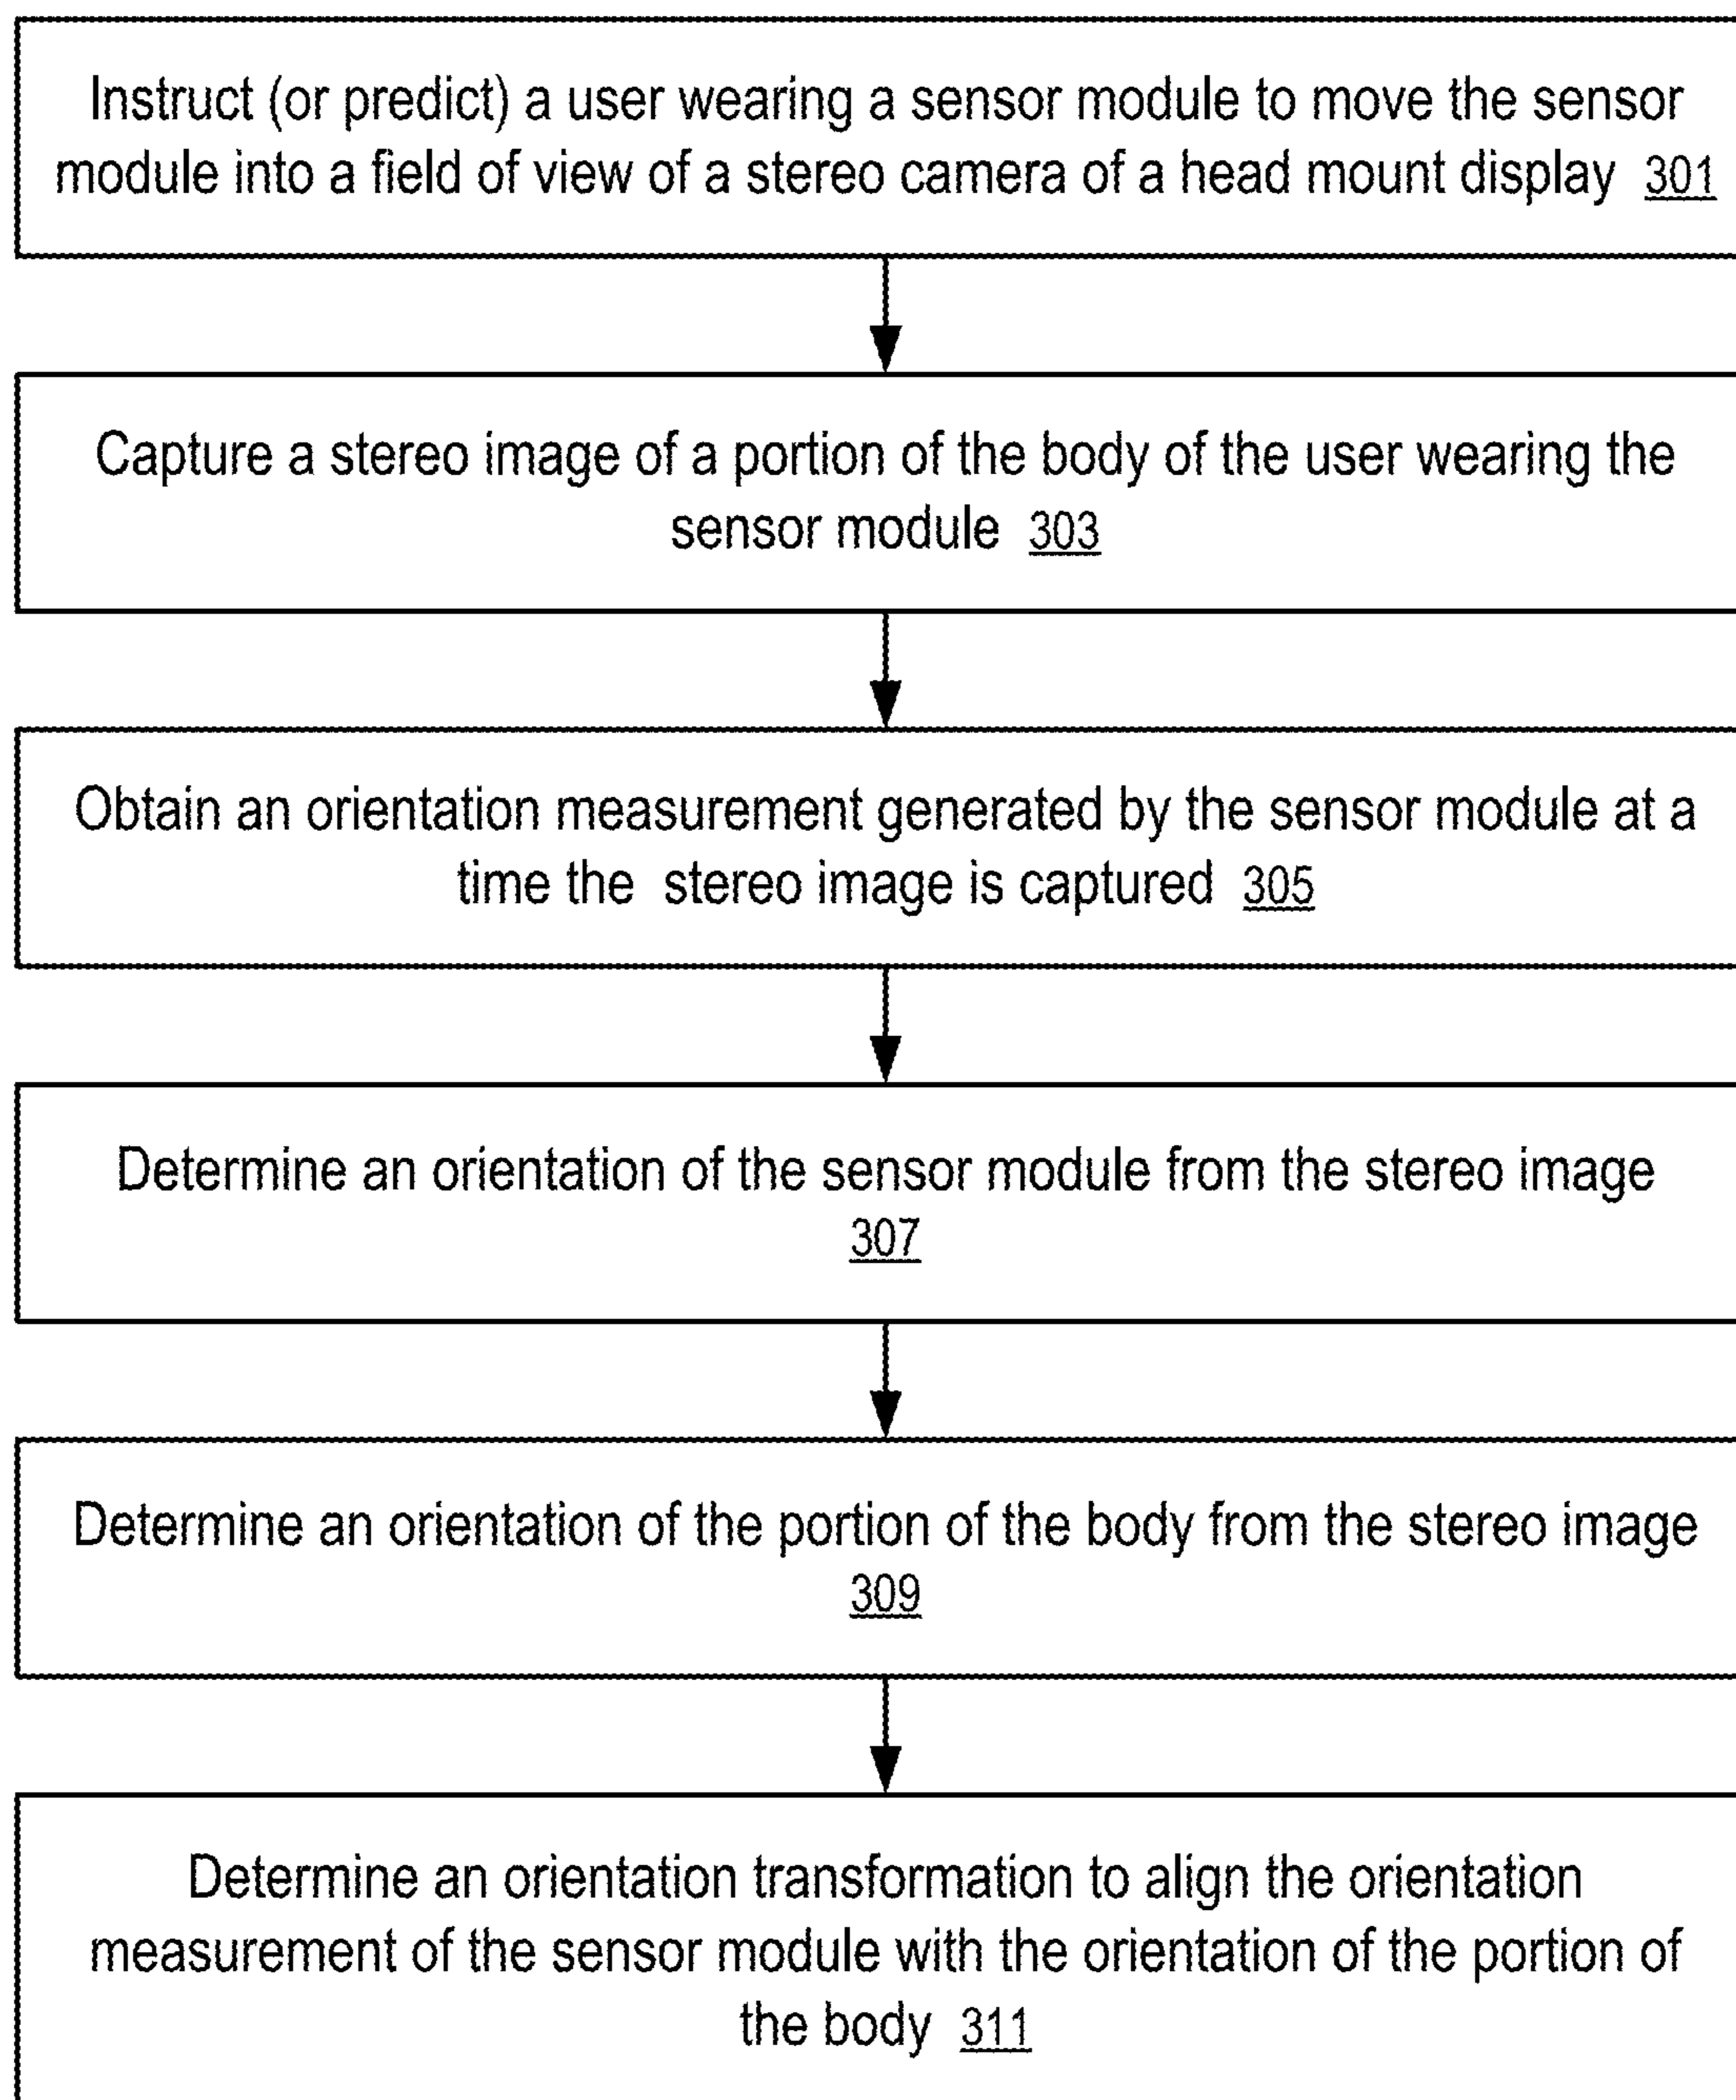 Instruct (or predict) a user wearing a sensor module to move the sensor
module into a field of view of a stereo camera of a head mount display 301
Capture a stereo image of a portion of the body of the user wearing the
sensor module 303
Obtain an orientation measurement generated by the sensor module at a
time the stereo image is captured 305
Determine an orientation of the sensor module from the stereo image
307
Determine an orientation of the portion of the body from the stereo image
309
Determine an orientation transformation to align the orientation
measurement of the sensor module with the orientation of the portion of
the body 311